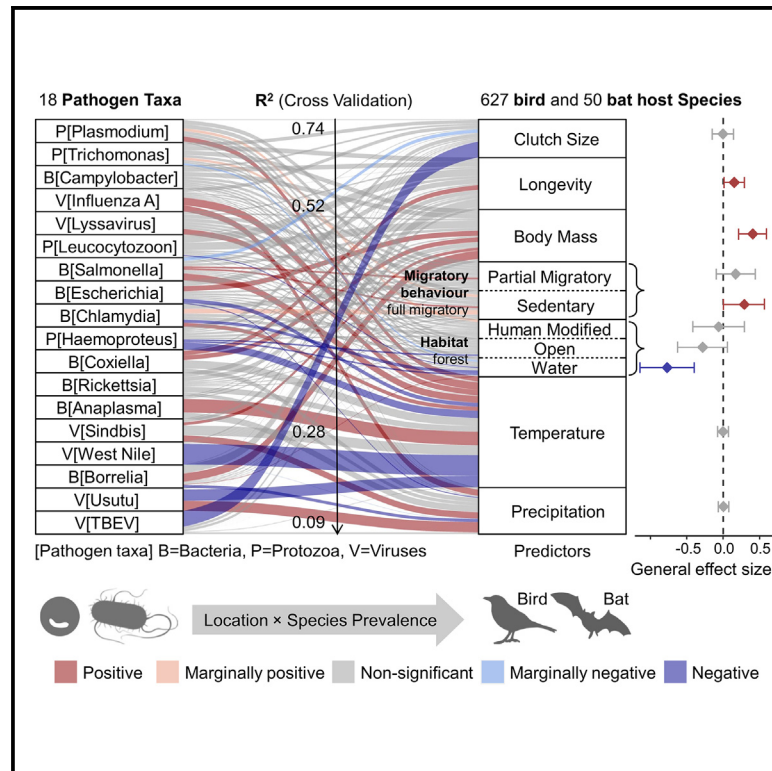 18 Pathogen Taxa
R² (Cross Validation)
627 bird and 50 bat host Species
P[Plasmodium]
P[Trichomonas]
B[Campylobacter]
V[Influenza A]
V[Lyssavirus]
P[Leucocytozoon]
B[Salmonella]
B[Escherichia]
B[Chlamydia]
P[Haemoproteus]
B[Coxiella]
B[Rickettsia]
B[Anaplasma]
V[Sindbis]
V[West Nile]
B[Borrelia]
V[Usutu]
V[TBEV]
0.74
0.52
0.28
0.09
Migratory
behaviour
full migratory
Habitat
forest
Clutch Size
Longevity
Body Mass
Partial Migratory
Sedentary
Human Modified
Open
Water
Temperature
Precipitation
-0.5
0.0
0.5
[Pathogen taxa] B=Bacteria, P=Protozoa, V=Viruses
Predictors
General effect size
Location × Species Prevalence
Bird
Bat
Positive
Marginally positive
Non-significant
Marginally negative
Negative